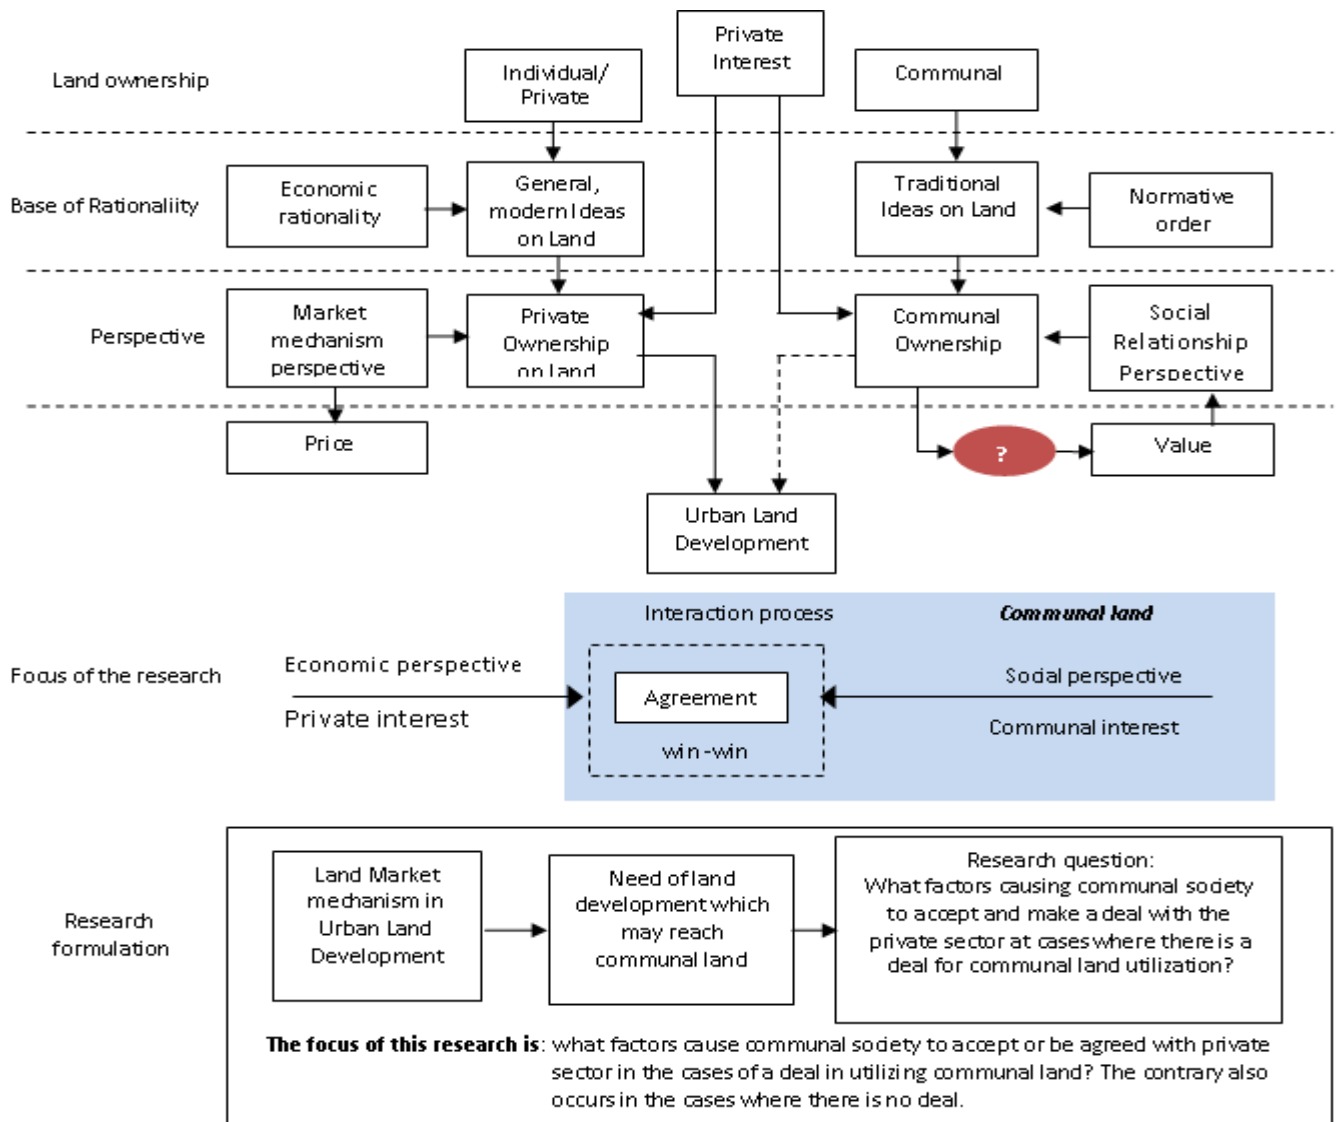 Private
Interest
Land ownership
Individual/
Private
Communal
Base of Rationaliity
Economic
rationality
General,
modern Ideas
on Land
Traditional
Ideas on Land
Normative
order
Perspective
Market
mechanism
perspective
Private
Ownership
on land
Communal
Ownership
Social
Relationship
Perspective
Price
?
Value
Urban Land
Development
Focus of the research
Economic perspective
Private interest
Interaction process
Agreement
win -win
Communal land
Social perspective
Communal interest
Research
formulation
Land Market
mechanism in
Urban Land
Development
Need of land
development which
may reach
communal land
Research question:
What factors causing communal society
to accept and make a deal with the
private sector at cases where there is a
deal for communal land utilization?
The focus of this research is: what factors cause communal society to accept or be agreed with private
sector in the cases of a deal in utilizing communal land? The contrary also
occurs in the cases where there is no deal.